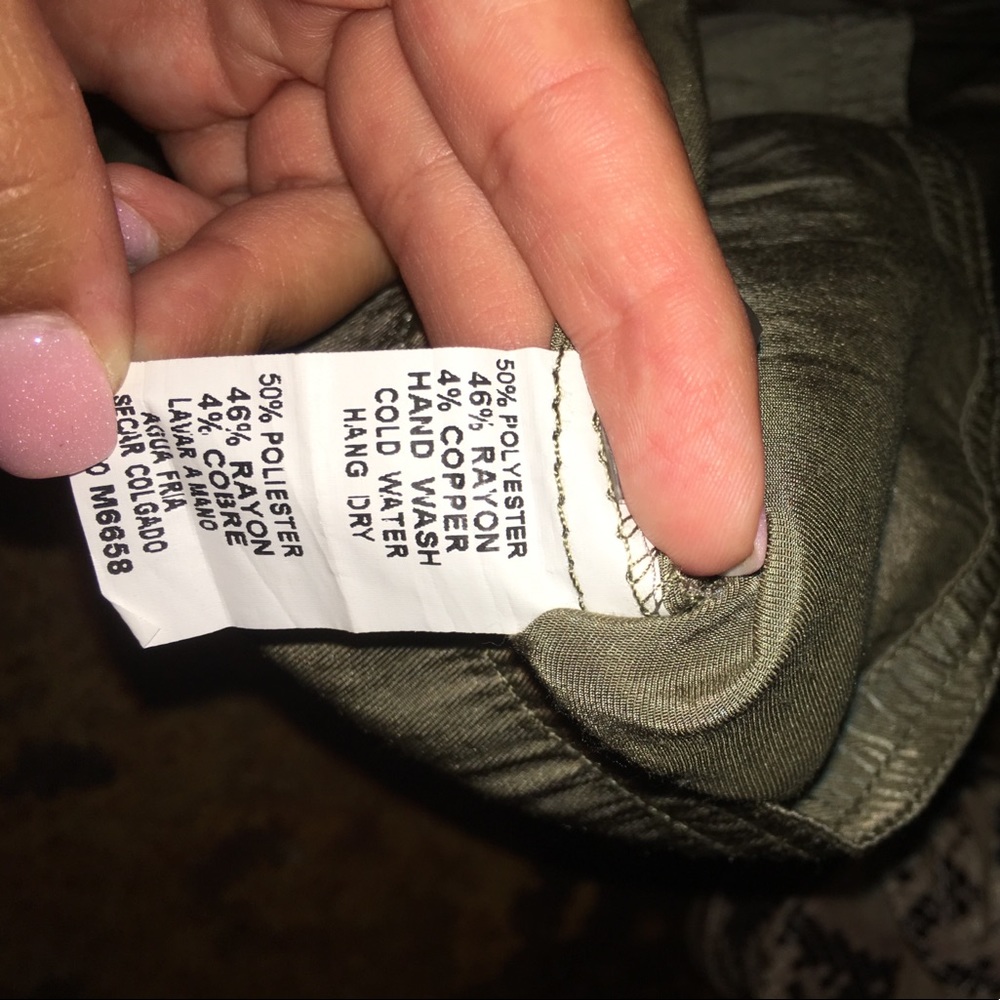 50% POLYESTER
46% RAYON
4% COPPER
HAND WASH
COLD WATER
HANG DRY
50% POLIESTER
46% RAYON
4% COBRE
LAVAR A MANO
AGUA FRIA
SECAR COLGADO
M6658